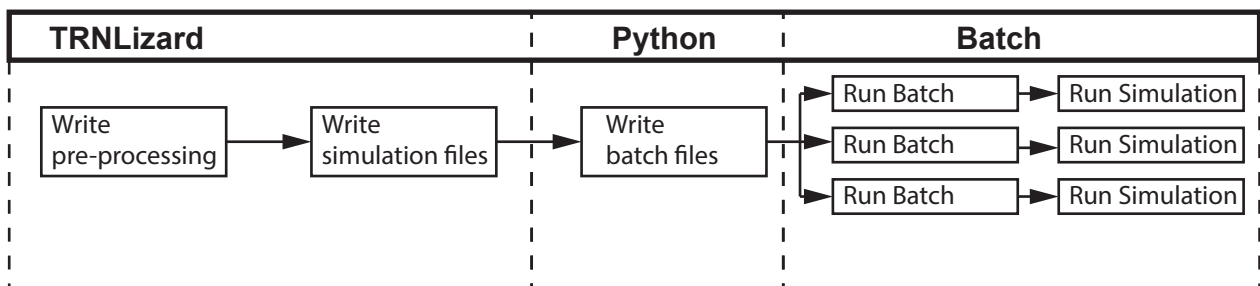 TRNLizard
Python
Batch
Write
pre-processing
Write
simulation files
Write
batch files
Run Batch
Run Simulation
Run Batch
Run Simulation
Run Batch
Run Simulation